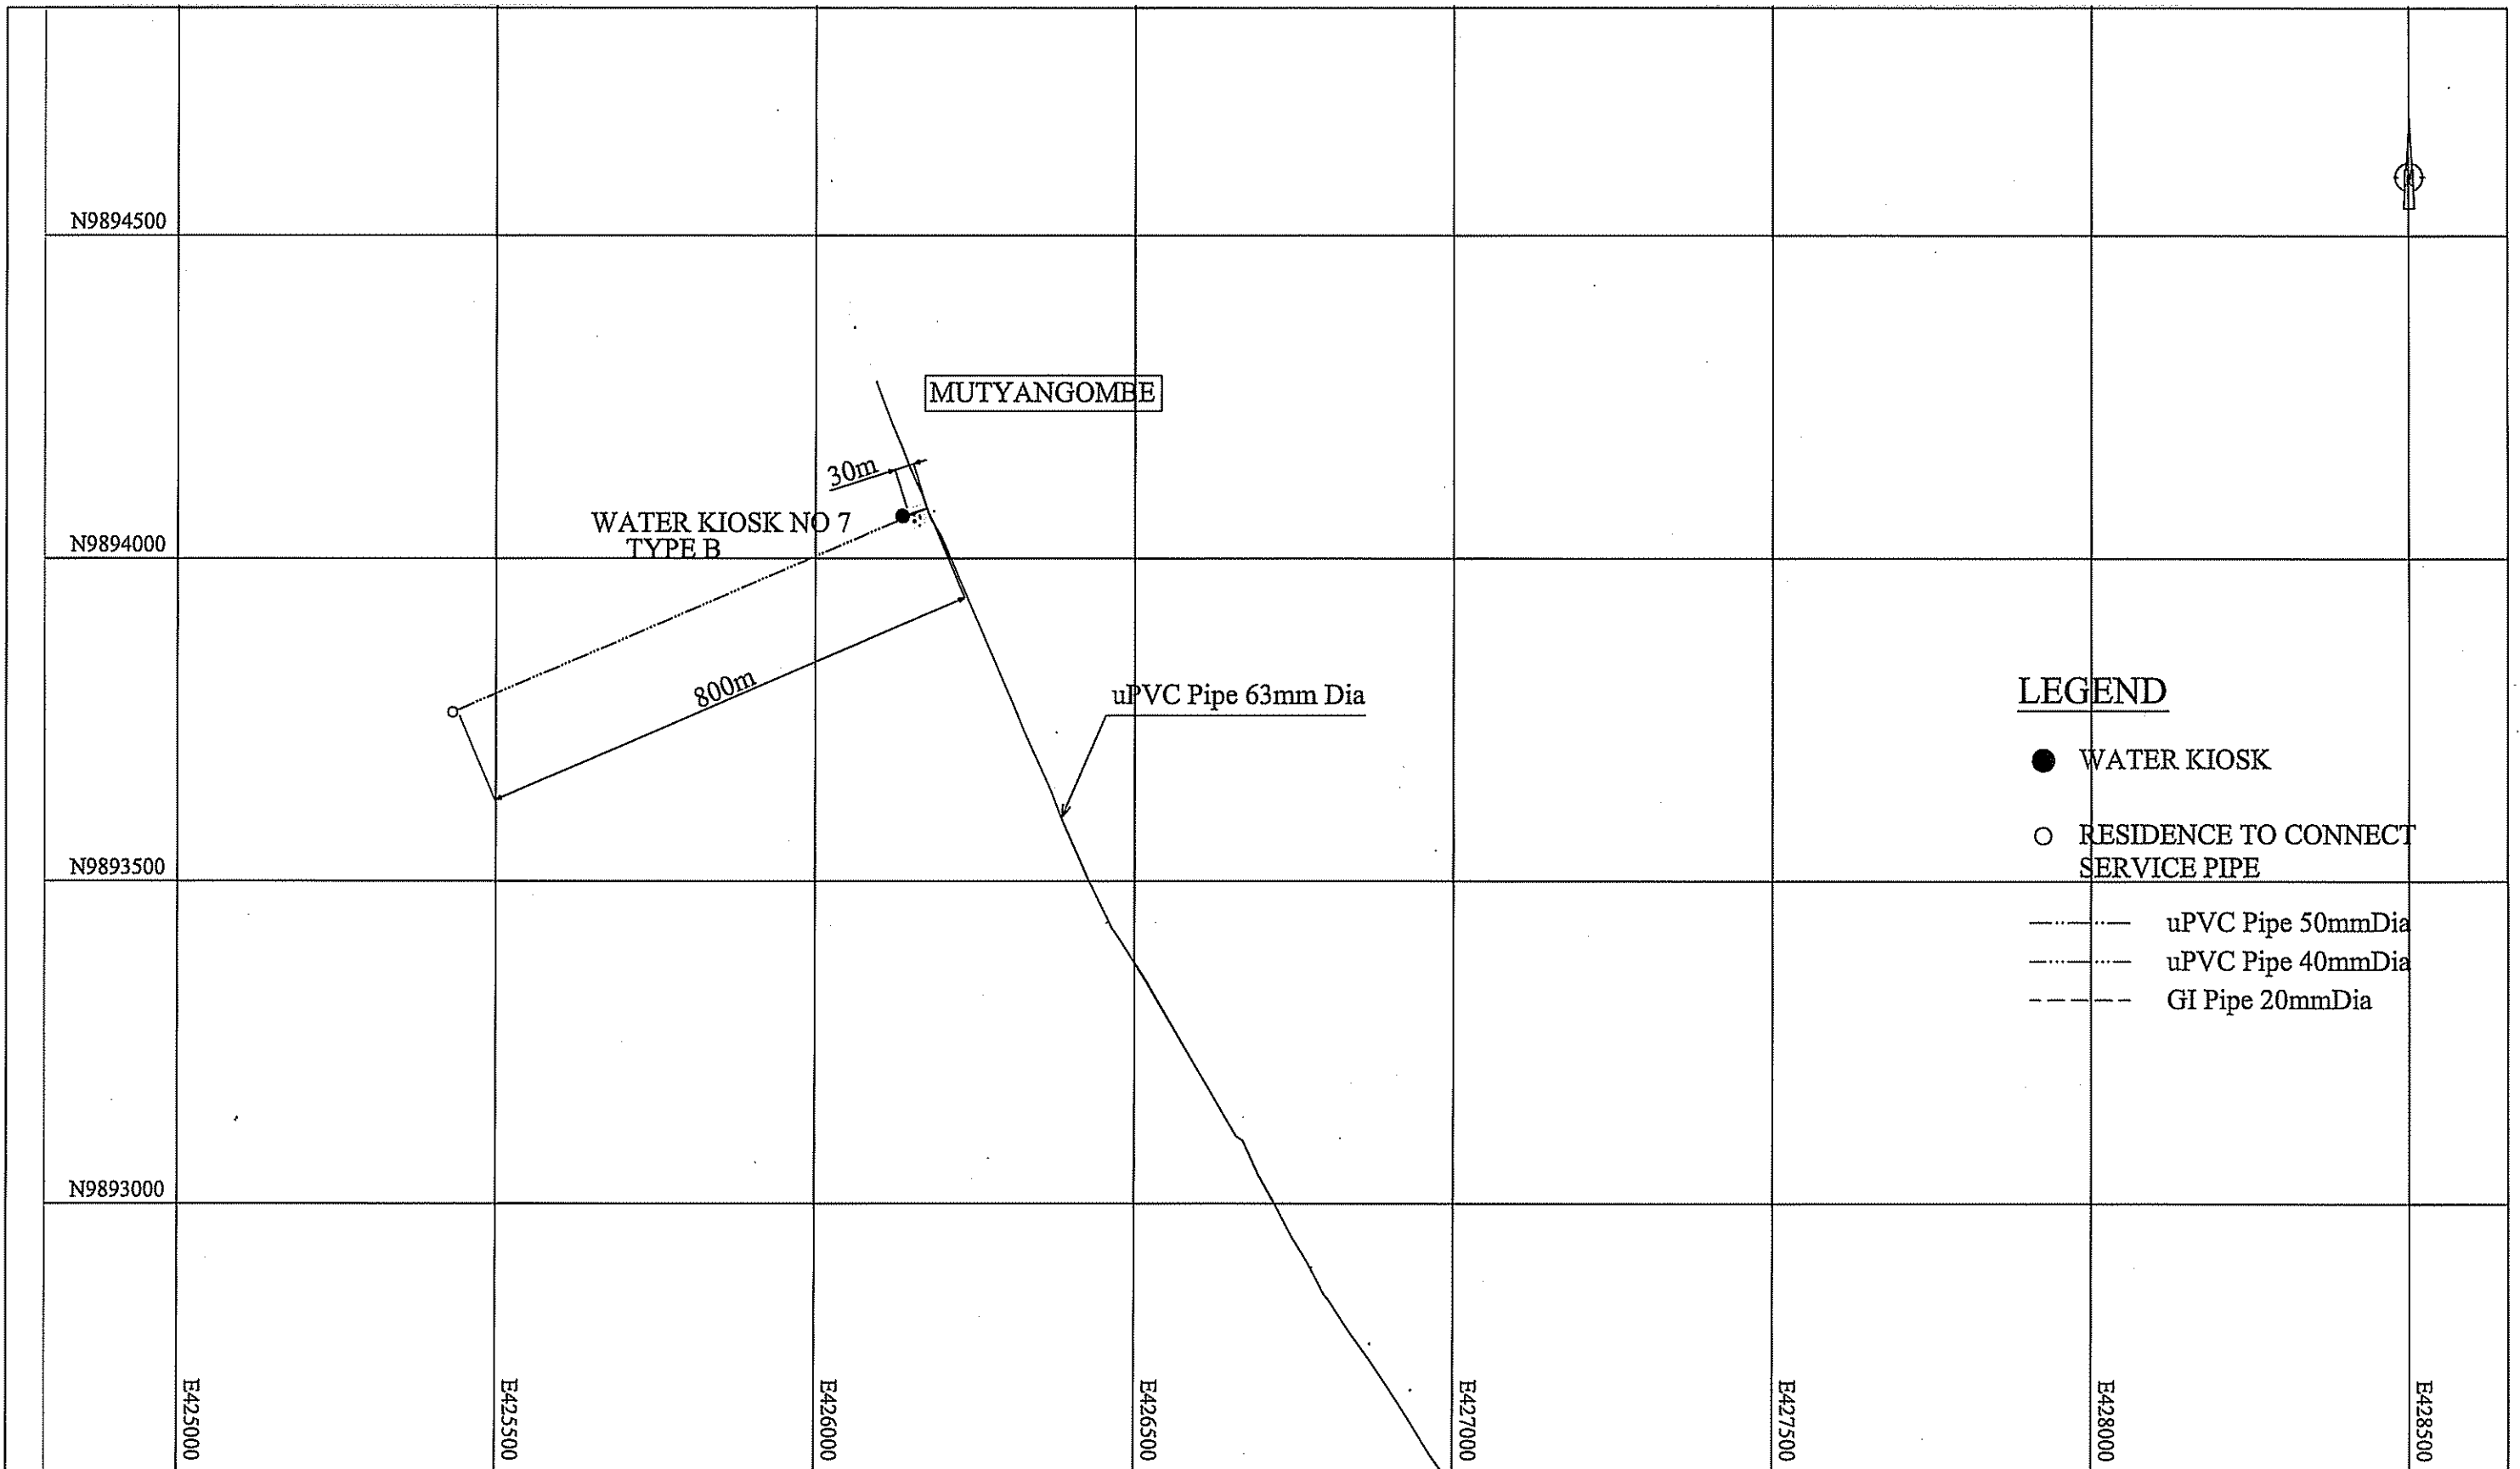 N9894500
MUTYANGOMBE
30m
WATER KIOSK NO 7
TYPE B
N9894000
800m
uPVC Pipe 63mm Dia
LEGEND
WATER KIOSK
RESIDENCE TO CONNECT
SERVICE PIPE
N9893500
uPVC Pipe 50mmDia
uPVC Pipe 40mmDia
GI Pipe 20mmDia
N9893000
E425000
E425500
E426000
E426500
E427000
E427500
E428000
E428500